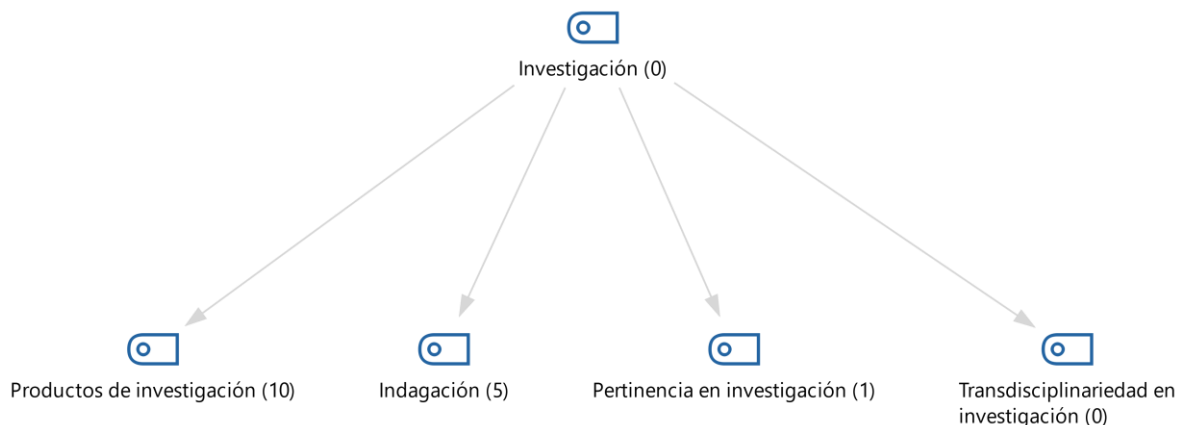 Investigación (0)
Productos de investigación (10)
Indagación (5)
Pertinencia en investigación (1)
Transdisciplinariedad en
investigación (0)